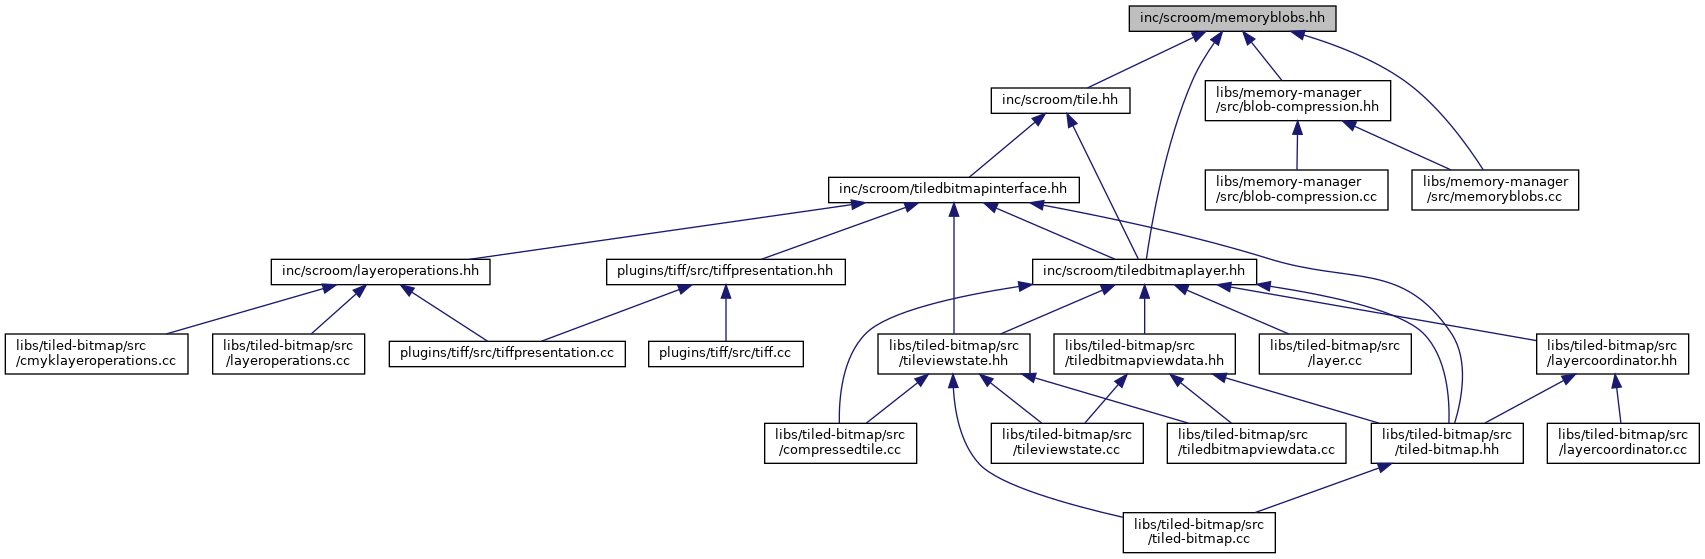 inc/scroom/memoryblobs.hh
inc/scroom/tile.hh
libs/memory-manager
/src/blob-compression.hh
inc/scroom/tiledbitmapinterface.hh
libs/memory-manager
/src/blob-compression.cc
libs/memory-manager
/src/memoryblobs.cc
inc/scroom/layeroperations.hh
plugins/tiff/src/tiffpresentation.hh
inc/scroom/tiledbitmaplayer.hh
libs/tiled-bitmap/src
/cmyklayeroperations.cc
libs/tiled-bitmap/src
/layeroperations.cc
plugins/tiff/src/tiffpresentation.cc
plugins/tiff/src/tiff.cc
libs/tiled-bitmap/src
/tileviewstate.hh
libs/tiled-bitmap/src
/tiledbitmapviewdata.hh
libs/tiled-bitmap/src
/layer.cc
libs/tiled-bitmap/src
/layercoordinator.hh
libs/tiled-bitmap/src
/compressedtile.cc
libs/tiled-bitmap/src
/tileviewstate.cc
libs/tiled-bitmap/src
/tiledbitmapviewdata.cc
libs/tiled-bitmap/src
/tiled-bitmap.hh
libs/tiled-bitmap/src
/layercoordinator.cc
libs/tiled-bitmap/src
/tiled-bitmap.cc